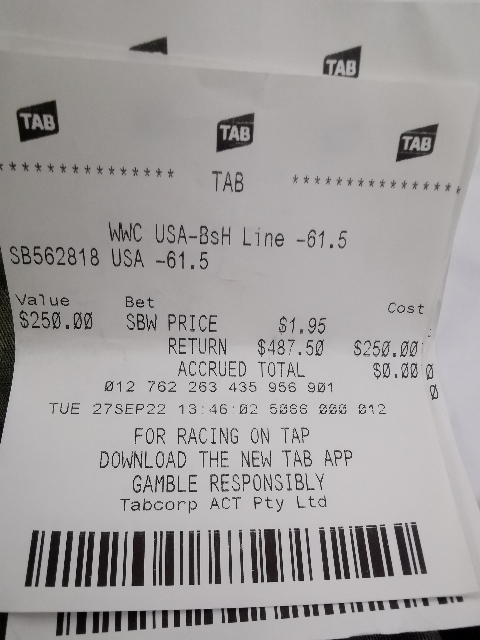 TAB
TAB TAB TAB
*************** TAB ****************
WWC USA-BsH Line -61.5
SB562818 USA -61.5
Value Bet Cost
$250.00 SBW PRICE $1.95
RETURN $487.50 $250.00
ACCRUED TOTAL $0.00
012 762 263 435 956 901
TUE 27SEP22 13:46:02 5086 000 012
FOR RACING ON TAP
DOWNLOAD THE NEW TAB APP
GAMBLE RESPONSIBLY
Tabcorp ACT Pty Ltd